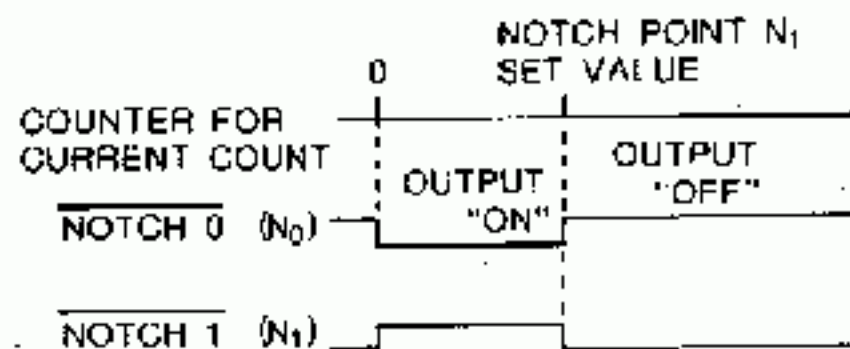 NOTCH POINT N₁
0 SET VALUE
COUNTER FOR
CURRENT COUNT
OUTPUT
"ON"
OUTPUT
"OFF"
NOTCH 0 (N₀)
NOTCH 1 (N₁)